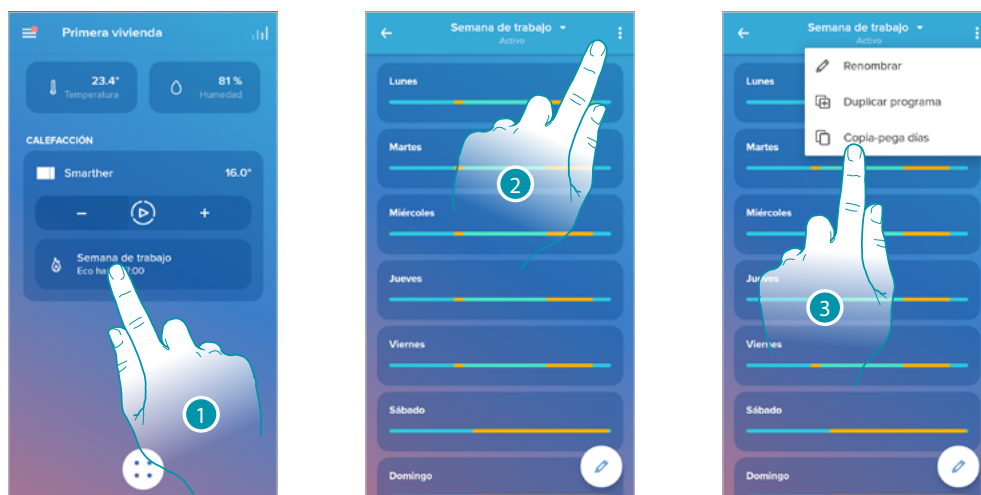 Primera vivienda
23.4°
Temperatura
81 %
Humedad
CALEFACCIÓN
Smarther
16.0°
Semana de trabajo
Eco
:00
1
Semana de trabajo
Activo
Lunes
Martes
Miércoles
Jueves
Viernes
Sábado
Domingo
2
Semana de trabajo
Activo
Renombrar
Duplicar programa
Copia-pega días
Lunes
Martes
Miércoles
Viernes
Sábado
Domingo
3